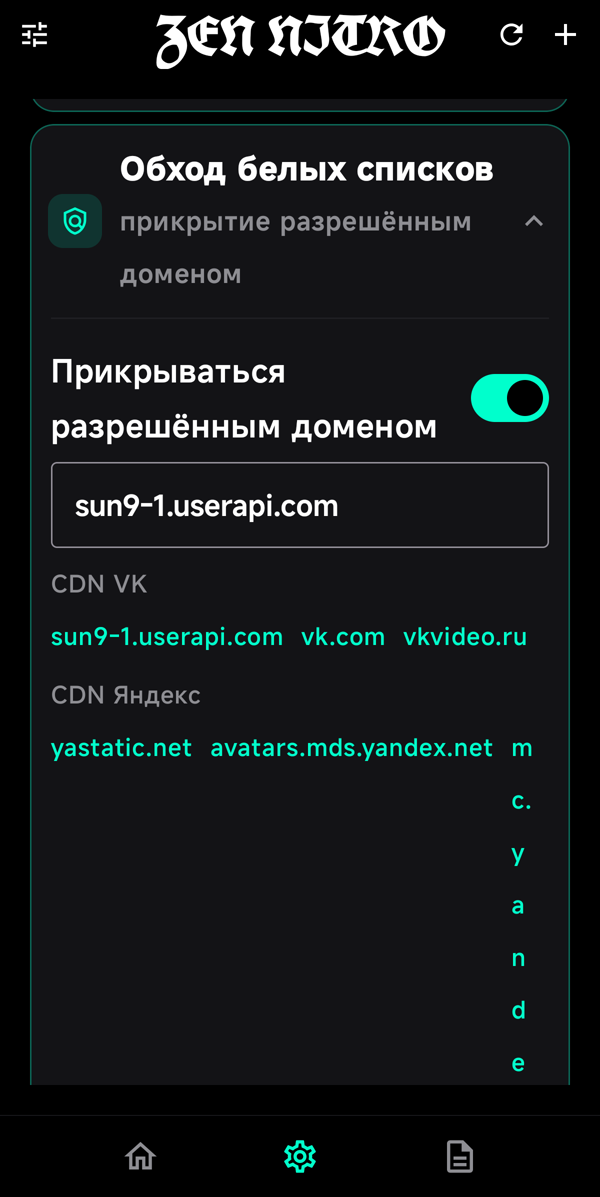 ZEN NITRO
Обход белых списков
прикрытие разрешённым
доменом
Прикрываться
разрешённым доменом
sun9-1.userapi.com
CDN VK
sun9-1.userapi.com vk.com vkvideo.ru
CDN Яндекс
yastatic.net avatars.mds.yandex.net m
c.
y
a
n
d
e